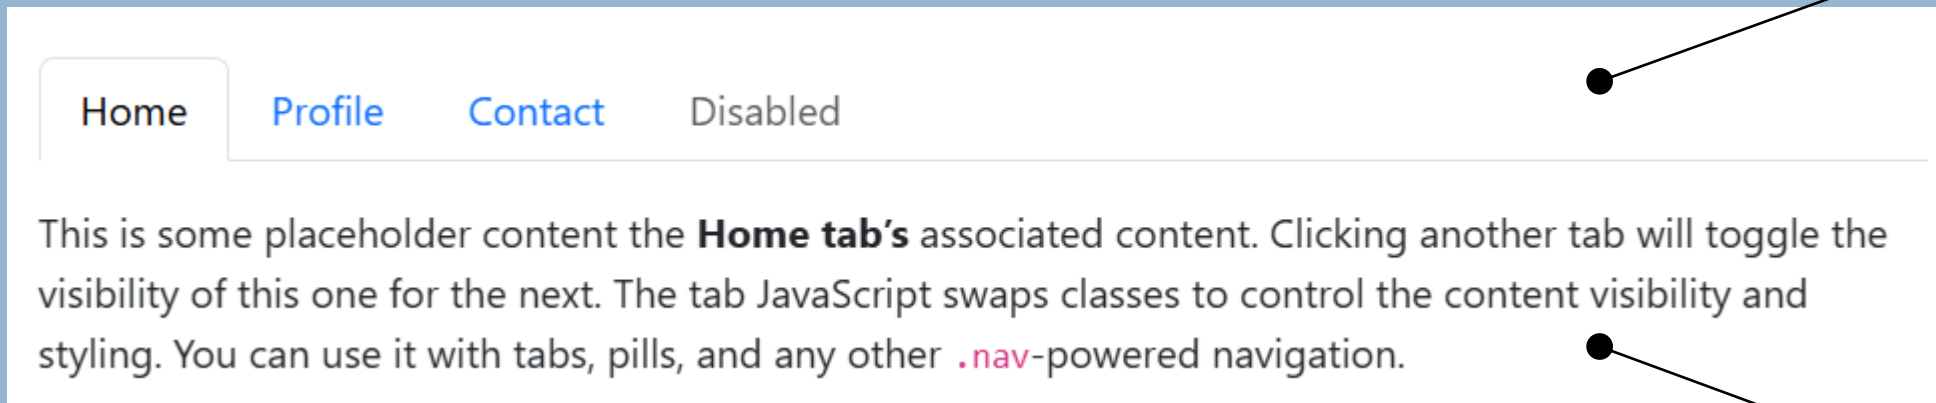 Home Profile Contact Disabled
This is some placeholder content the Home tab’s associated content. Clicking another tab will toggle the
visibility of this one for the next. The tab JavaScript swaps classes to control the content visibility and
styling. You can use it with tabs, pills, and any other .nav-powered navigation.